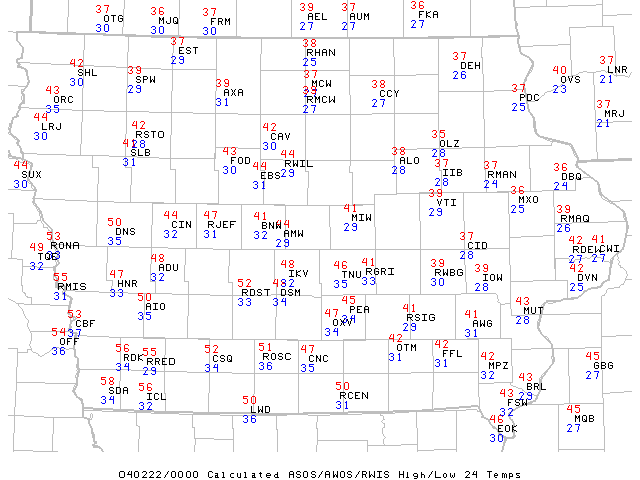 37 36 37 39 37 36
OTG MJQ FRM AEL AUM FKA
30 30 30 27 27 27
37 EST 29
38 RHAN 25
37 DEH 26
42 SHL 30
39 SPW 29
39 AXA 31
37 MCW
RMCW 27
38 CCY 27
40 OVS 23
37 LNR 21
43 ORC 35
37 PDC 25
37 MRJ 21
44 LRJ 30
42 RSTO 28
SLB 31
42 CAV 30
35 OLZ 28
43 FOD 30
44 EBS 31
44 RWIL 29
38 ALO 28
37 IIB 28
37 RMAN 24
36 DBQ 24
44 SUX 30
39 VTI 29
36 MXO 25
50 DNS 35
44 CIN 32
47 RJEF 31
41 BNW 32
44 AMW 29
41 MIW 29
39 RMAQ 26
53 RONA
49 TQE 32
37 CID 28
42 RDEW 27
41 CWI 27
55 RMIS 31
47 HNR 33
48 ADU 32
48 IKV 32
52 RDST 33
48 DSM 34
46 TNU 35
41 RGRI 33
39 RWBG 30
39 IOW 28
42 DVN 25
50 AIO 35
45 PEA 34
47 OXV 34
41 RSIG 29
41 AWG 31
43 MUT 28
53 CBF 37
54 OFF 36
56 RDK 34
55 RRED 29
52 CSQ 34
51 ROSC 36
47 CNC 35
42 OTM 31
42 FFL 31
42 MPZ 32
45 GBG 27
58 SDA 34
56 ICL 32
50 LWD 36
50 RCEN 31
43 BRL 29
43 FSW 32
46 EOK 30
45 MQB 27
040222/0000 Calculated ASOS/AWOS/RWIS High/Low 24 Temps